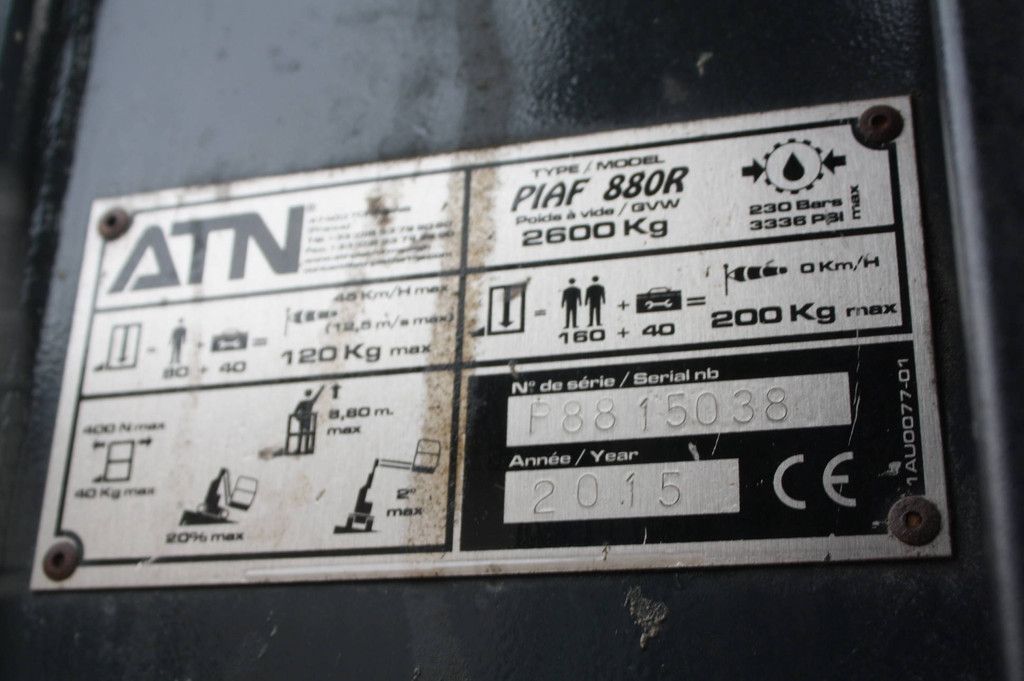 ATN
TYPE / MODEL
PIAF 880R
Poids à vide / GVW
2600 Kg
230 Bars
3336 PSI
max
45 Km/H max
(12,5 m/s max)
- + =
80 + 40
120 Kg max
0 Km/H
- + =
160 + 40
200 Kg max
400 N max
40 Kg max
8,80 m.
max
20% max
2°
max
N° de série / Serial nb
P8815038
Année / Year
2015
CE
1AU0077-01